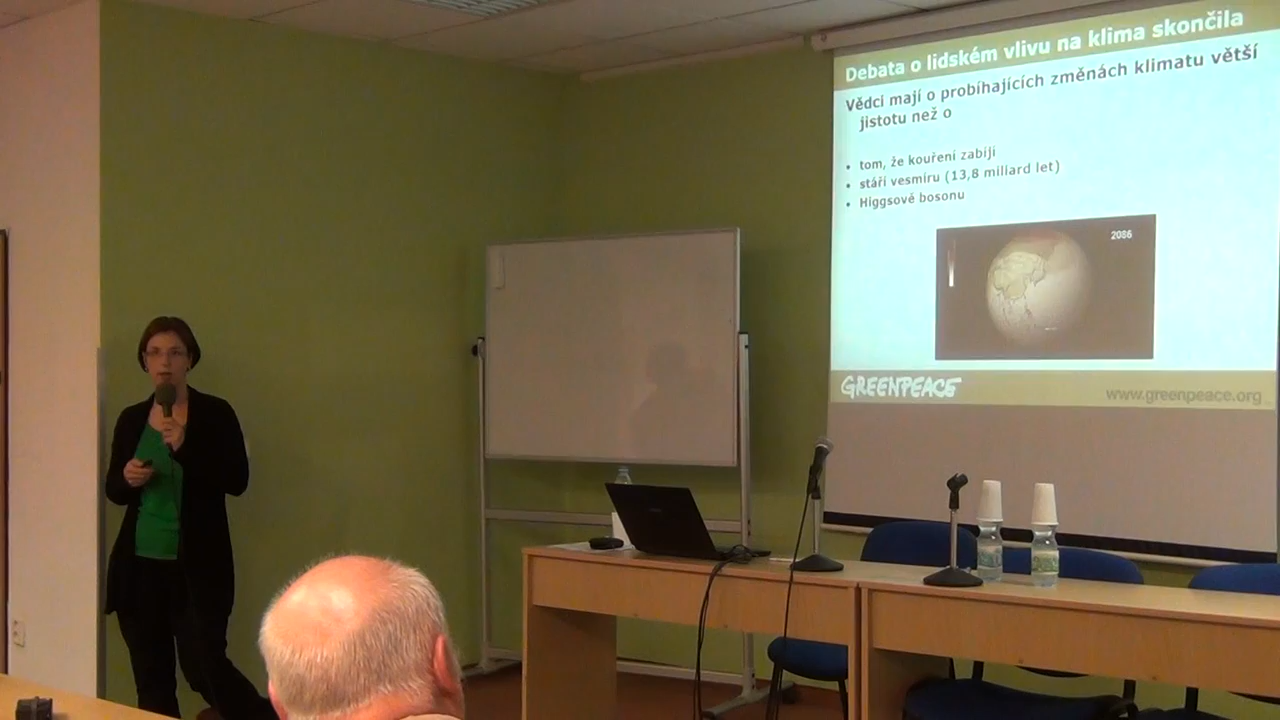 Debata o lidském vlivu na klima skončila
Vědci mají o probíhajících změnách klimatu větší
jistotu než o
• tom, že kouření zabíjí
• stáří vesmíru (13,8 miliard let)
• Higgsově bosonu
2086
GREENPEACE
www.greenpeace.org